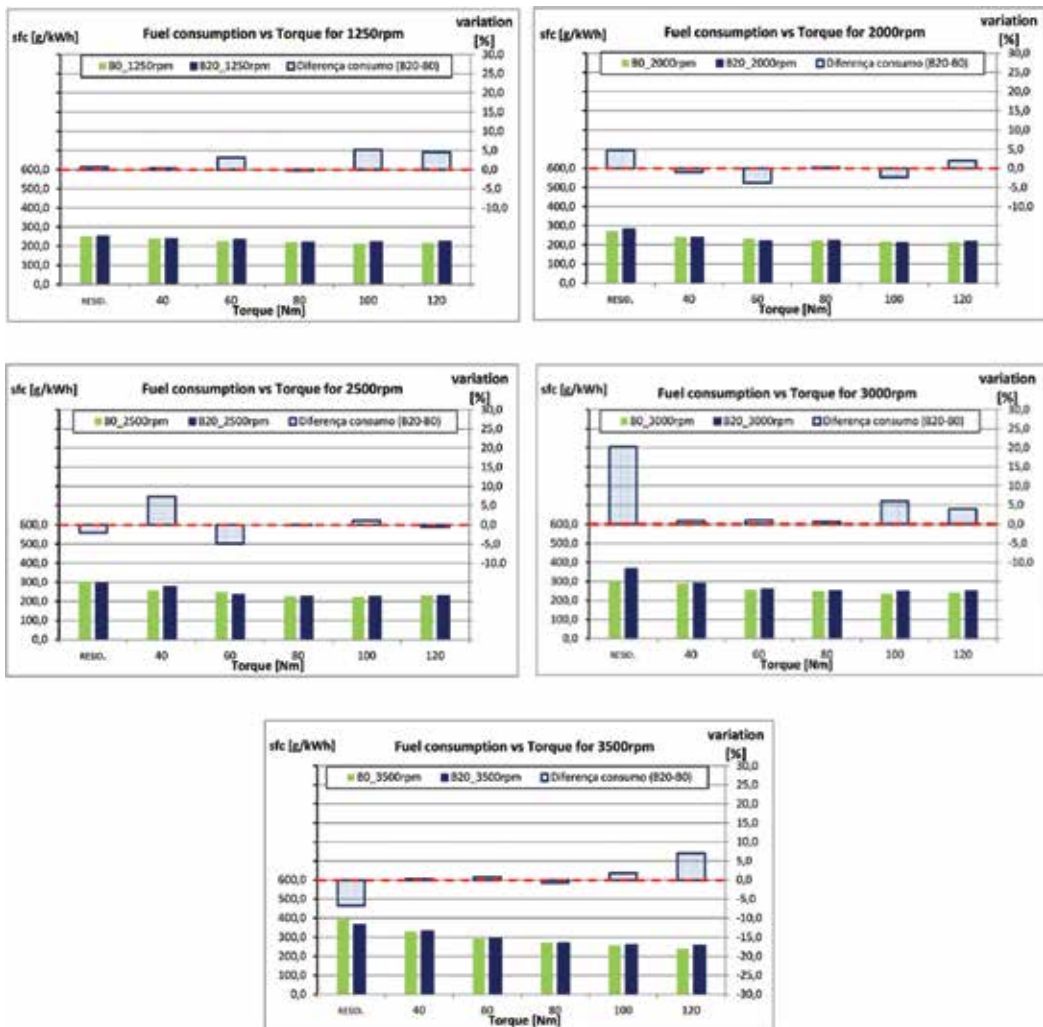 sfc [g/kWh]
Fuel consumption vs Torque for 1250rpm
variation
[%]
B0_1250rpm B20_1250rpm Diferença consumo (B20-B0)
30,0
25,0
20,0
15,0
10,0
5,0
0,0
-5,0
-10,0
600,0
500,0
400,0
300,0
200,0
100,0
0,0
RESID. 40 60 80 100 120
Torque [Nm]
sfc [g/kWh]
Fuel consumption vs Torque for 2000rpm
variation
[%]
B0_2000rpm B20_2000rpm Diferença consumo (B20-B0)
30,0
25,0
20,0
15,0
10,0
5,0
0,0
-5,0
-10,0
600,0
500,0
400,0
300,0
200,0
100,0
0,0
RESID. 40 60 80 100 120
Torque [Nm]
sfc [g/kWh]
Fuel consumption vs Torque for 2500rpm
variation
[%]
B0_2500rpm B20_2500rpm Diferença consumo (B20-B0)
30,0
25,0
20,0
15,0
10,0
5,0
0,0
-5,0
-10,0
600,0
500,0
400,0
300,0
200,0
100,0
0,0
RESID. 40 60 80 100 120
Torque [Nm]
sfc [g/kWh]
Fuel consumption vs Torque for 3000rpm
variation
[%]
B0_3000rpm B20_3000rpm Diferença consumo (B20-B0)
30,0
25,0
20,0
15,0
10,0
5,0
0,0
-5,0
-10,0
600,0
500,0
400,0
300,0
200,0
100,0
0,0
RESID. 40 60 80 100 120
Torque [Nm]
sfc [g/kWh]
Fuel consumption vs Torque for 3500rpm
variation
[%]
B0_3500rpm B20_3500rpm Diferença consumo (B20-B0)
30,0
25,0
20,0
15,0
10,0
5,0
0,0
-5,0
-10,0
-15,0
-20,0
-25,0
-30,0
600,0
500,0
400,0
300,0
200,0
100,0
0,0
RESID. 40 60 80 100 120
Torque [Nm]